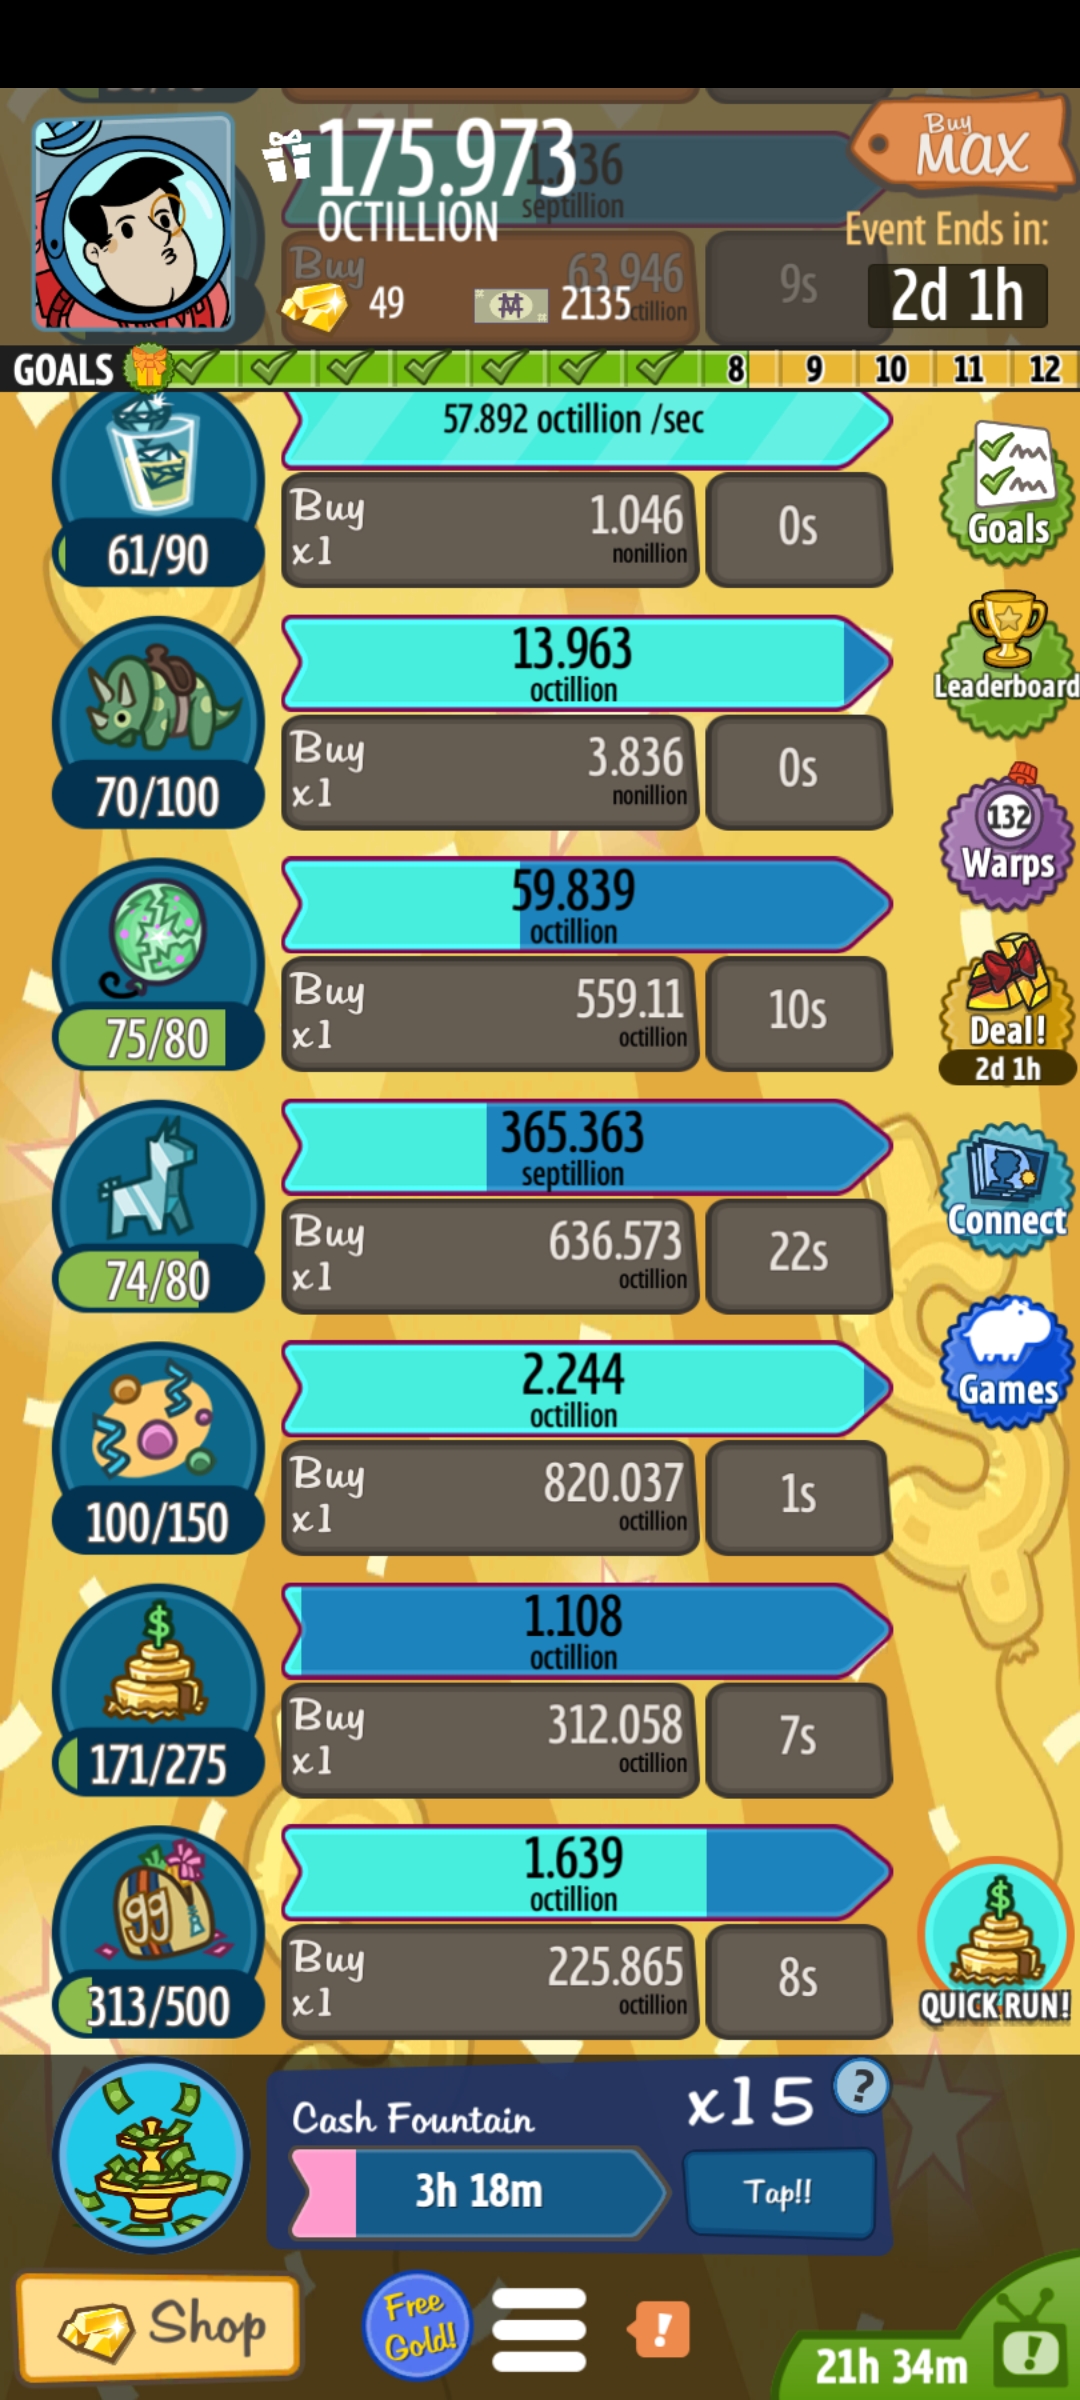 175.973
OCTILLION
1.036
septillion
Buy
MAX
Event Ends in:
2d 1h
Buy
63.946
9s
49
2135
GOALS
8
9
10
11
12
57.892 octillion /sec
Buy
x1
1.046
nonillion
0s
61/90
Goals
13.963
octillion
Buy
x1
3.836
nonillion
0s
70/100
Leaderboard
132
Warps
59.839
octillion
Buy
x1
559.11
octillion
10s
75/80
Deal!
2d 1h
365.363
septillion
Buy
x1
636.573
octillion
22s
74/80
Connect
2.244
octillion
Buy
x1
820.037
octillion
1s
100/150
Games
$
1.108
octillion
Buy
x1
312.058
octillion
7s
171/275
99
1.639
octillion
Buy
x1
225.865
octillion
8s
313/500
$
QUICK RUN!
Cash Fountain
x15
?
3h 18m
Tap!!
Shop
Free
Gold!
!
21h 34m
!